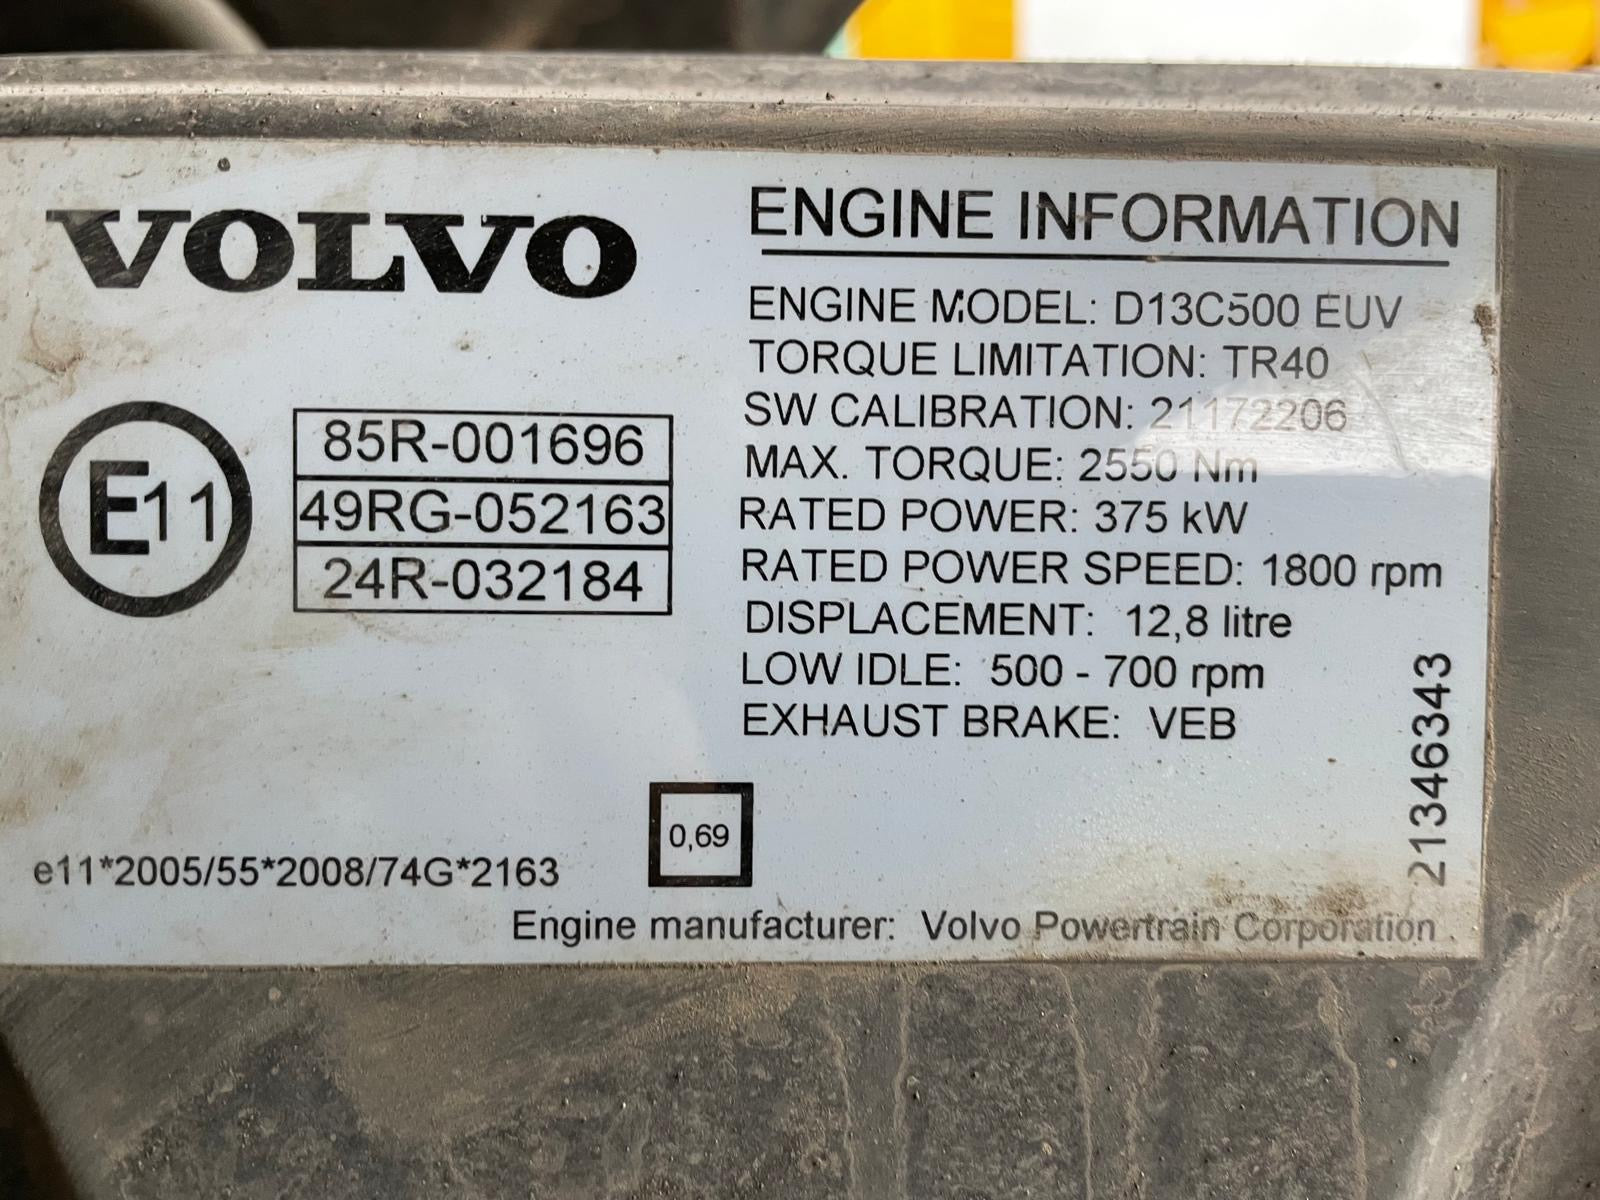 VOLVO
E11
85R-001696
49RG-052163
24R-032184
ENGINE INFORMATION
ENGINE MODEL: D13C500 EUV
TORQUE LIMITATION: TR40
SW CALIBRATION: 21172206
MAX. TORQUE: 2550 Nm
RATED POWER: 375 kW
RATED POWER SPEED: 1800 rpm
DISPLACEMENT: 12,8 litre
LOW IDLE: 500 - 700 rpm
EXHAUST BRAKE: VEB
21346343
0,69
e11*2005/55*2008/74G*2163
Engine manufacturer: Volvo Powertrain Corporation